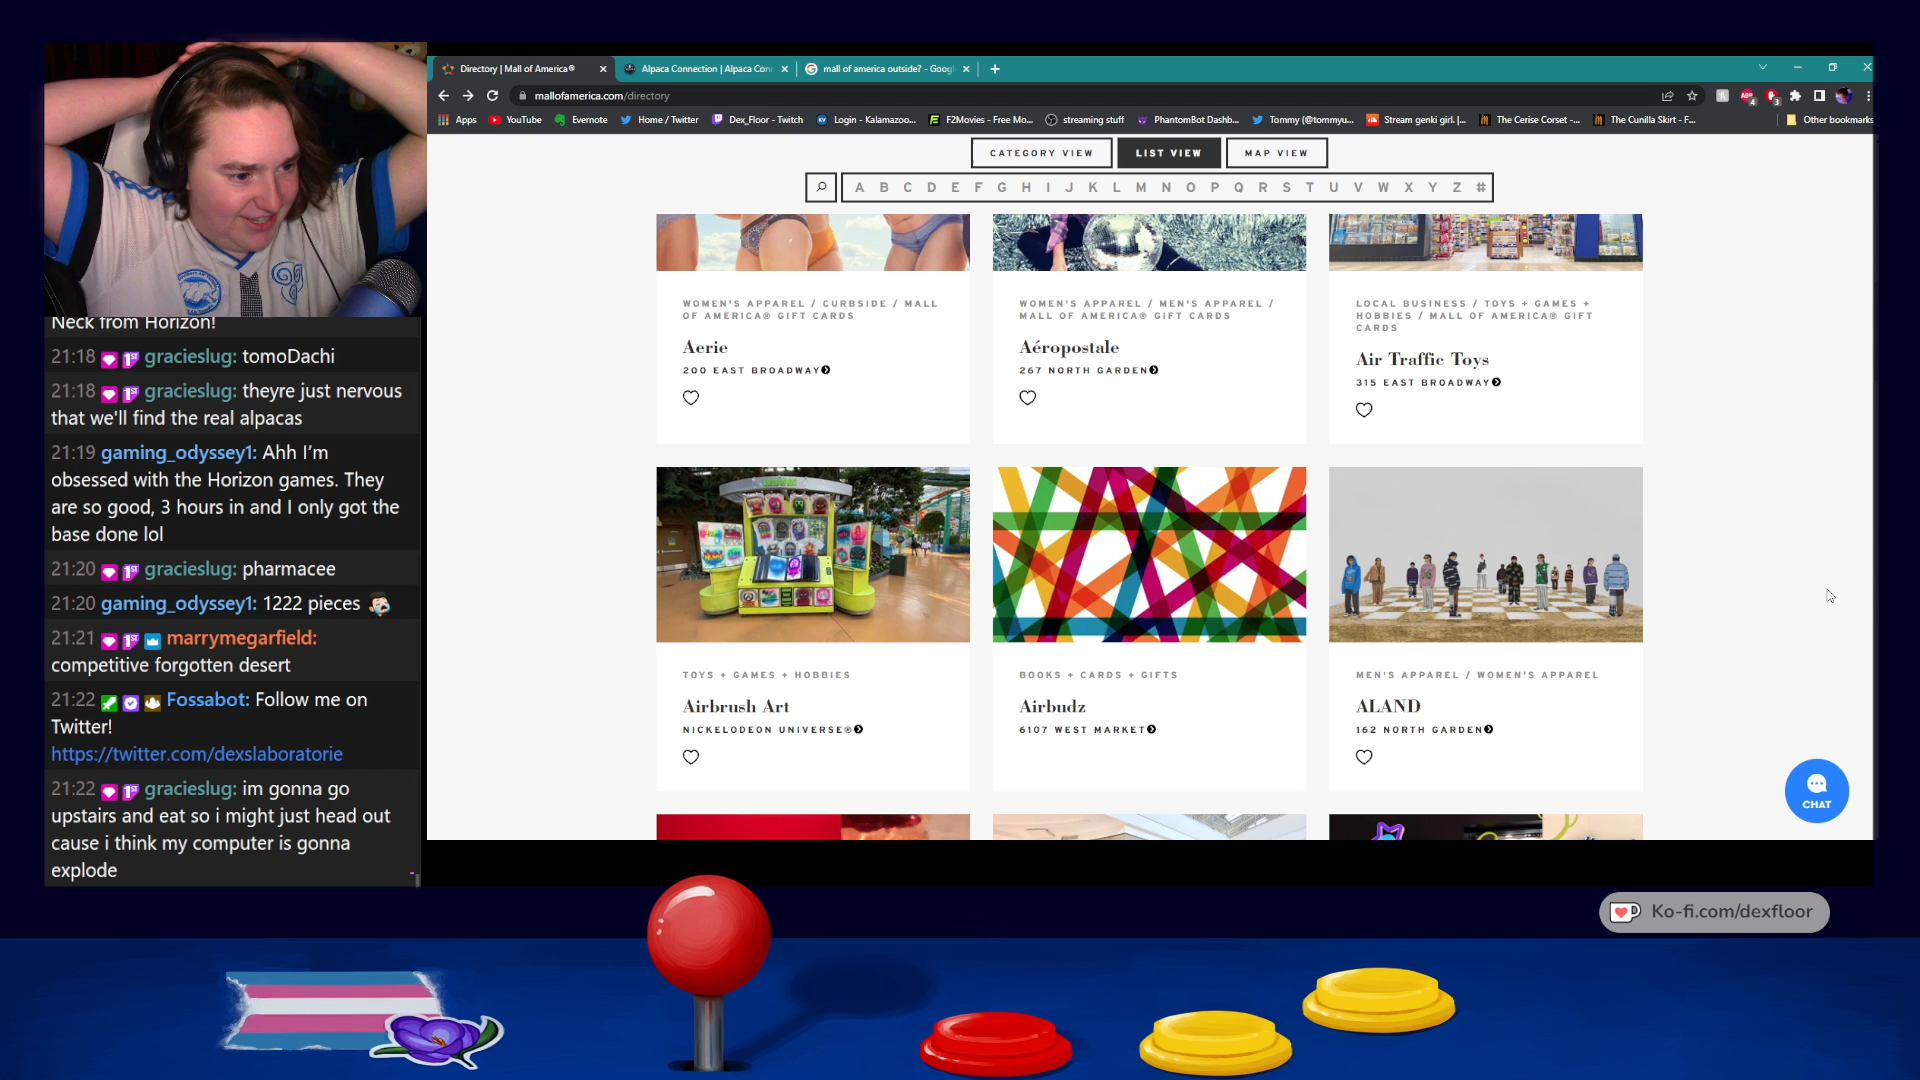 Neck from Horizon!
21:18 gracieslug: tomoDachi
21:18 gracieslug: theyre just nervous
that we'll find the real alpacas
21:19 gaming_odyssey1: Ahh I'm
obsessed with the Horizon games. They
are so good, 3 hours in and I only got the
base done lol
21:20 gracieslug: pharmacee
21:20 gaming_odyssey1: 1222 pieces
21:21 marrymegarfield:
competitive forgotten desert
21:22 Fossabot: Follow me on
Twitter!
https://twitter.com/dexslaboratorie
21:22 gracieslug: im gonna go
upstairs and eat so i might just head out
cause i think my computer is gonna
explode
Directory | Mall of America®
Alpaca Connection | Alpaca Con
mall of america outside? - Goog
mallofamerica.com/directory
Apps
YouTube
Evernote
Home / Twitter
Dex_Floor - Twitch
Login - Kalamazoo...
F2Movies - Free Mo...
streaming stuff
PhantomBot Dashb...
Tommy (@tommyu...
Stream genki girl. |...
The Cerise Corset -...
The Cunilla Skirt - F...
Other bookmarks
CATEGORY VIEW
LIST VIEW
MAP VIEW
A B C D E F G H I J K L M N O P Q R S T U V W X Y Z #
WOMEN'S APPAREL / CURBSIDE / MALL
OF AMERICA® GIFT CARDS
Aerie
200 EAST BROADWAY
WOMEN'S APPAREL / MEN'S APPAREL /
MALL OF AMERICA® GIFT CARDS
Aéropostale
267 NORTH GARDEN
LOCAL BUSINESS / TOYS + GAMES +
HOBBIES / MALL OF AMERICA® GIFT
CARDS
Air Traffic Toys
315 EAST BROADWAY
TOYS + GAMES + HOBBIES
Airbrush Art
NICKELODEON UNIVERSE®
BOOKS + CARDS + GIFTS
Airbudz
6107 WEST MARKET
MEN'S APPAREL / WOMEN'S APPAREL
ALAND
162 NORTH GARDEN
CHAT
Ko-fi.com/dexfloor